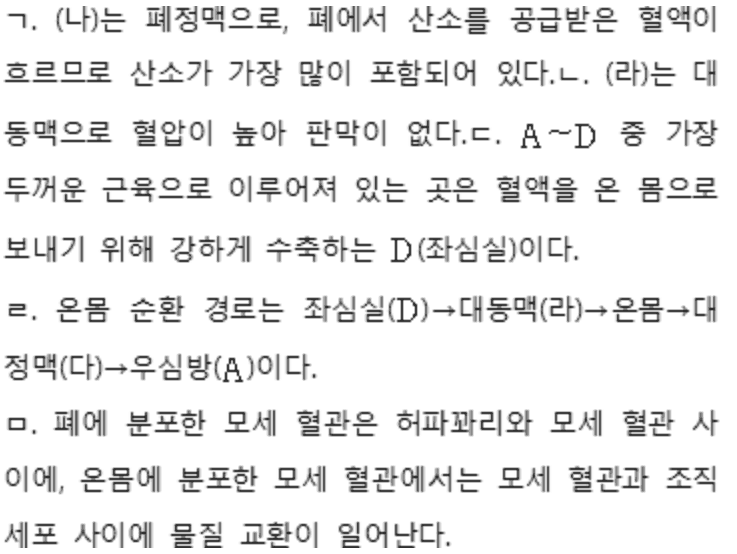 ㄱ. (나)는 폐정맥으로, 폐에서 산소를 공급받은 혈액이
흐르므로 산소가 가장 많이 포함되어 있다.ㄴ. (라)는 대
동맥으로 혈압이 높아 판막이 없다.ㄷ. A~D 중 가장
두꺼운 근육으로 이루어져 있는 곳은 혈액을 온 몸으로
보내기 위해 강하게 수축하는 D(좌심실)이다.
ㄹ. 온몸 순환 경로는 좌심실(D)→대동맥(라)→온몸→대
정맥(다)→우심방(A)이다.
ㅁ. 폐에 분포한 모세 혈관은 허파꽈리와 모세 혈관 사
이에, 온몸에 분포한 모세 혈관에서는 모세 혈관과 조직
세포 사이에 물질 교환이 일어난다.